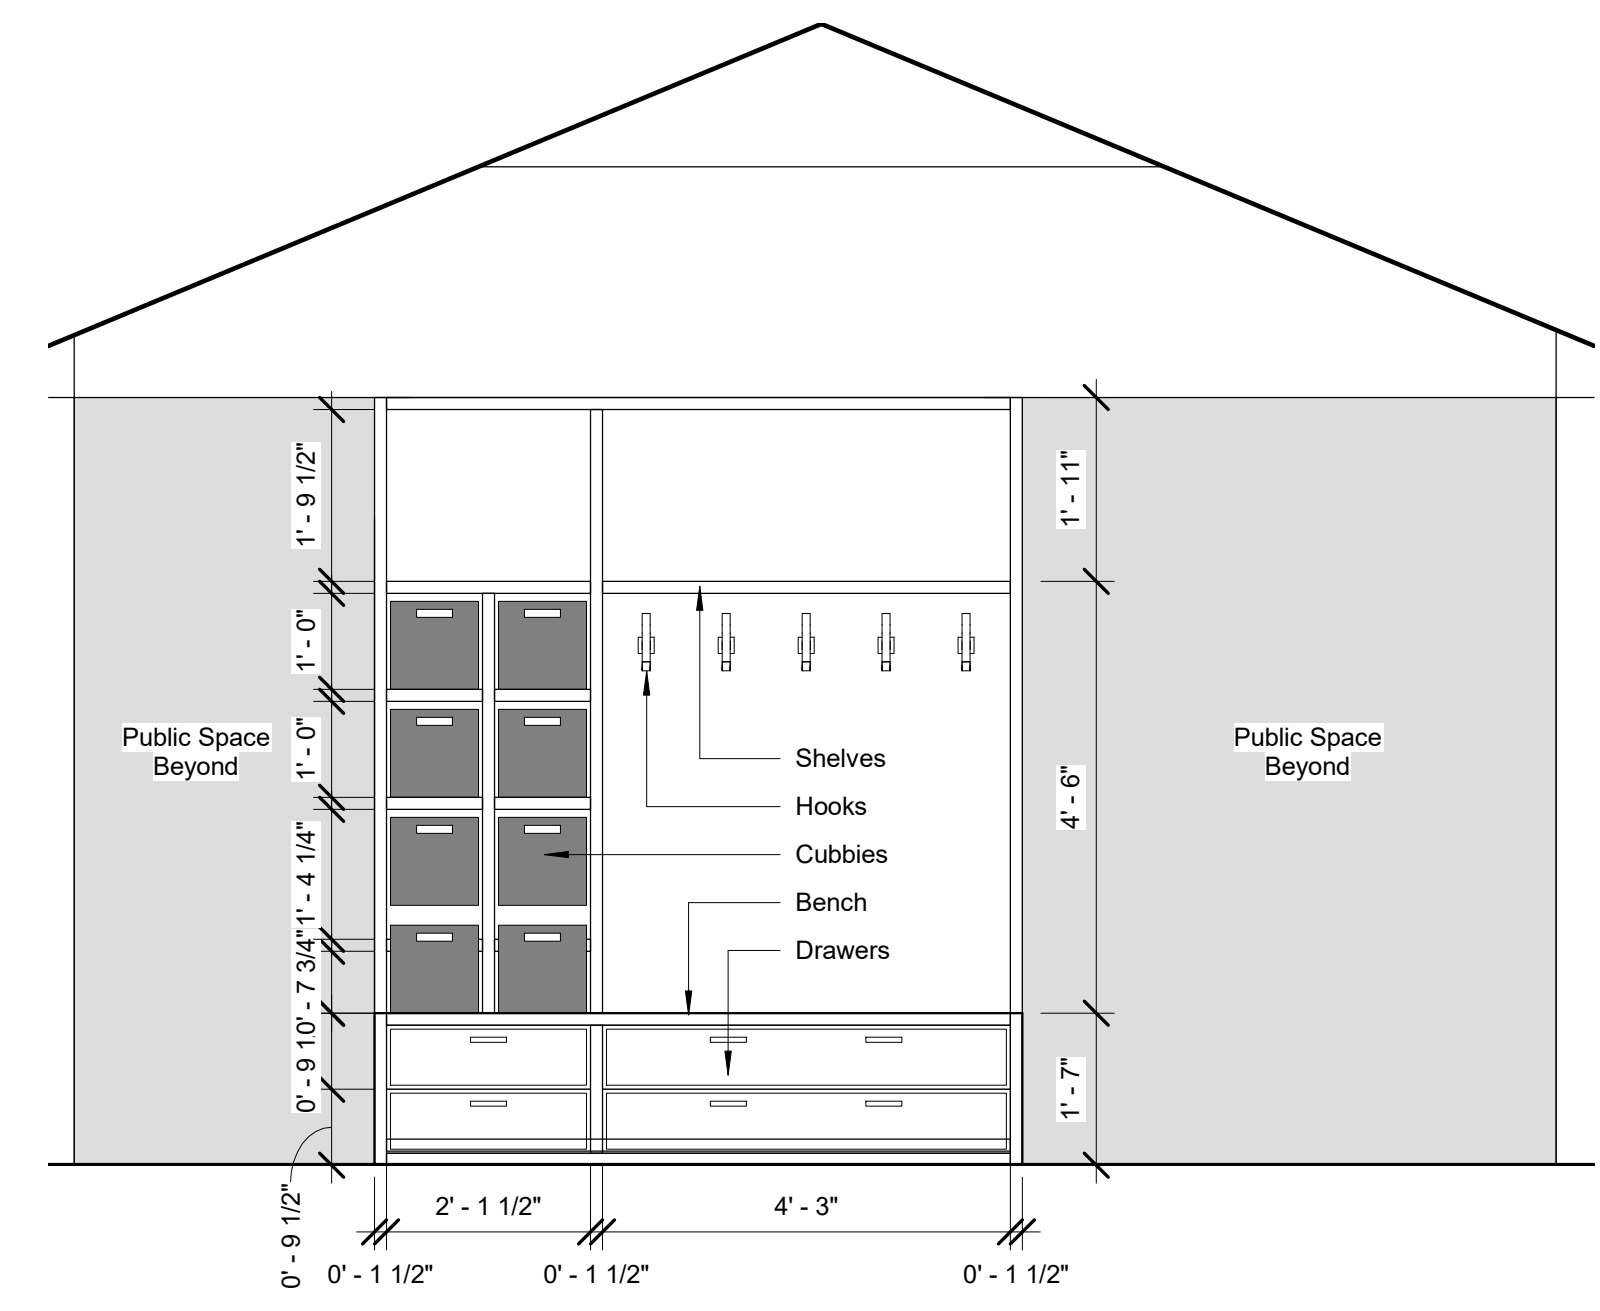 1' - 9 1/2"
1' - 0"
1' - 0"
1' - 4 1/4"
0' - 7 3/4"
0' - 9 1
0' - 9 1/2"
Public Space
Beyond
Shelves
Hooks
Cubbies
Bench
Drawers
1' - 11"
4' - 6"
1' - 7"
Public Space
Beyond
2' - 1 1/2"
4' - 3"
0' - 1 1/2"
0' - 1 1/2"
0' - 1 1/2"